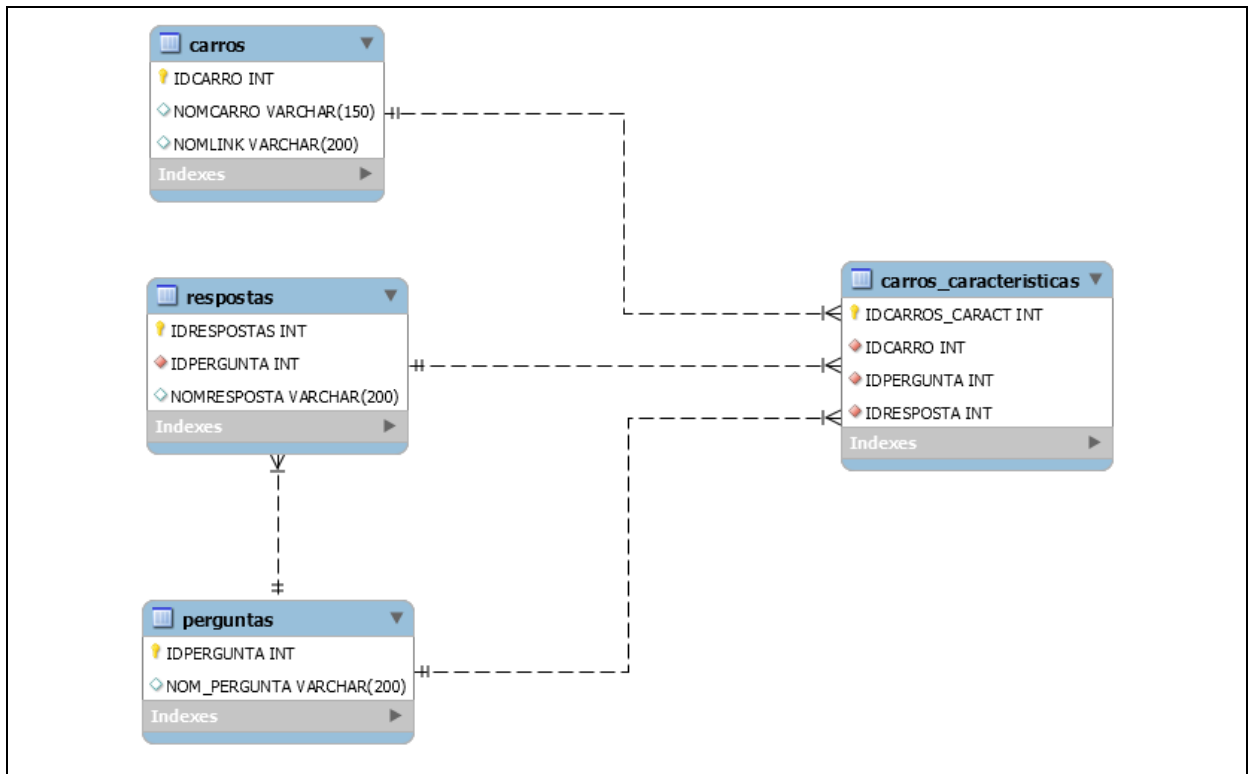 carros
IDCARRO INT
NOMCARRO VARCHAR(150)
NOMLINK VARCHAR(200)
Indexes
respostas
IDRESPOSTAS INT
IDPERGUNTA INT
NOMRESPOSTA VARCHAR(200)
Indexes
carros_caracteristicas
IDCARROS_CARACT INT
IDCARRO INT
IDPERGUNTA INT
IDRESPOSTA INT
Indexes
perguntas
IDPERGUNTA INT
NOM_PERGUNTA VARCHAR(200)
Indexes